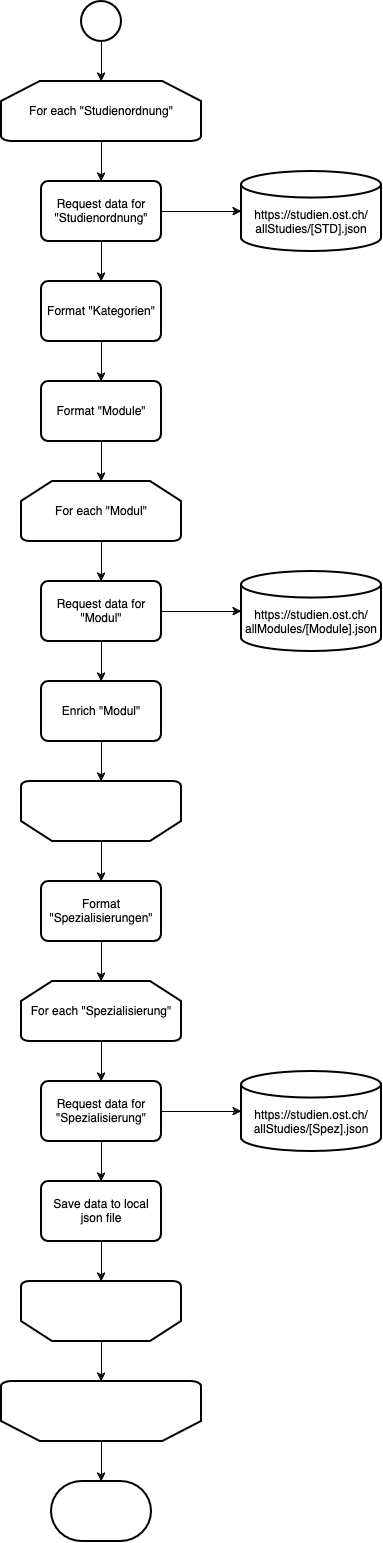 For each "Studienordnung"
Request data for
"Studienordnung"
https://studien.ost.ch/
allStudies/[STD].json
Format "Kategorien"
Format "Module"
For each "Modul"
Request data for
"Modul"
https://studien.ost.ch/
allModules/[Module].json
Enrich "Modul"
Format
"Spezialisierungen"
For each "Spezialisierung"
Request data for
"Spezialisierung"
https://studien.ost.ch/
allStudies/[Spez].json
Save data to local
json file